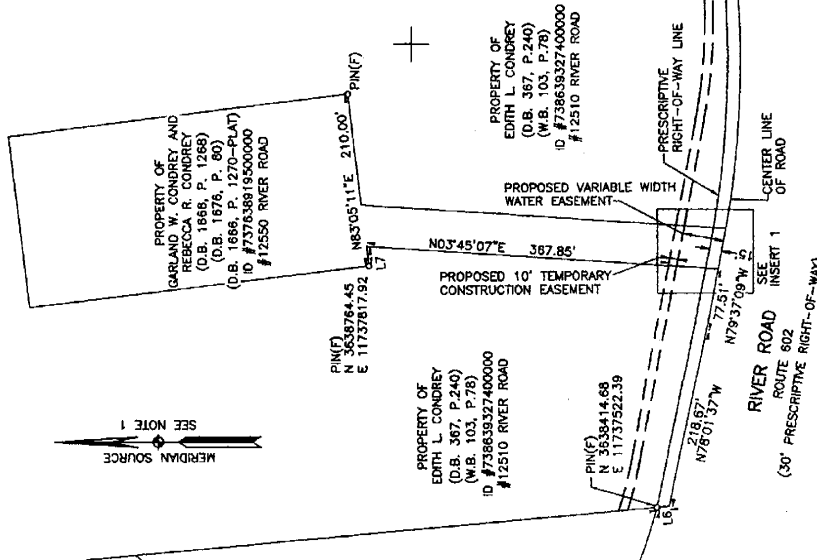 PROPERTY OF
GARLAND W. CONDREY AND
REBECCA R. CONDREY
(D.B. 1666, P. 1268)
(D.B. 1676, P. 80)
(D.B. 1666, P. 1270-PLAT)
ID #7376389195000000
#12550 RIVER ROAD
PIN(F)
N83°05'11"E 210.00'
PROPERTY OF
EDITH L. CONDREY
(D.B. 367, P.240)
(W.B. 103, P.78)
ID #7386393274000000
#12510 RIVER ROAD
PRESCRIPTIVE
RIGHT-OF-WAY LINE
PROPOSED VARIABLE WIDTH
WATER EASEMENT
N03°45'07"E 367.85'
CENTER LINE
OF ROAD
L7
PROPOSED 10' TEMPORARY
CONSTRUCTION EASEMENT
PIN(F)
N 3638764.45
E 11737817.92
15'
SEE
INSERT 1
77.51'
N79°37'09"W
MERIDIAN SOURCE
SEE NOTE 1
PROPERTY OF
EDITH L. CONDREY
(D.B. 367, P.240)
(W.B. 103, P.78)
ID #7386393274000000
#12510 RIVER ROAD
PIN(F)
N 3638414.68
E 11737522.39
218.67'
N78°01'37"W
L6
RIVER ROAD
ROUTE 602
(30' PRESCRIPTIVE RIGHT-OF-WAY)